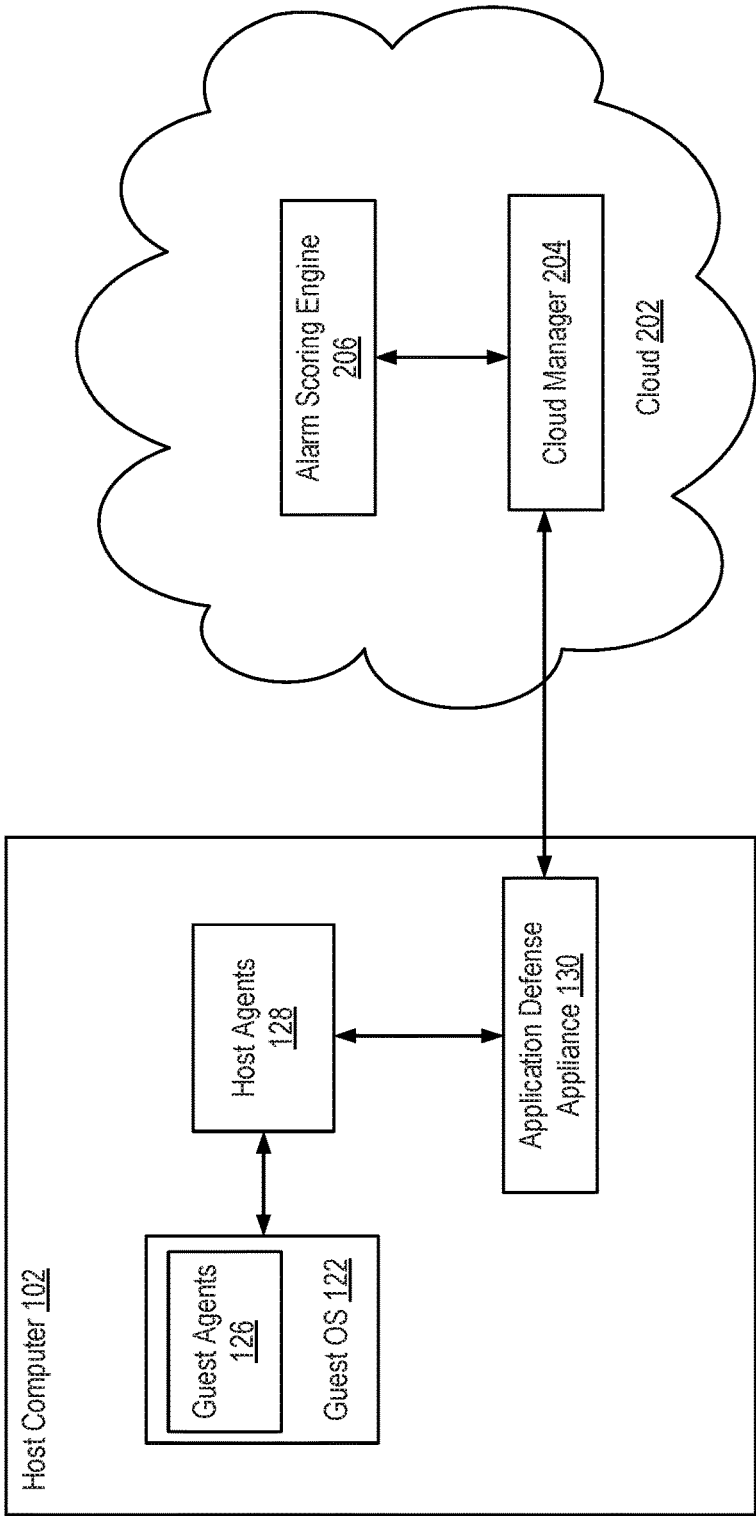 Host Computer 102
Guest Agents
126
Guest OS 122
Host Agents
128
Application Defense
Appliance 130
Alarm Scoring Engine
206
Cloud Manager 204
Cloud 202